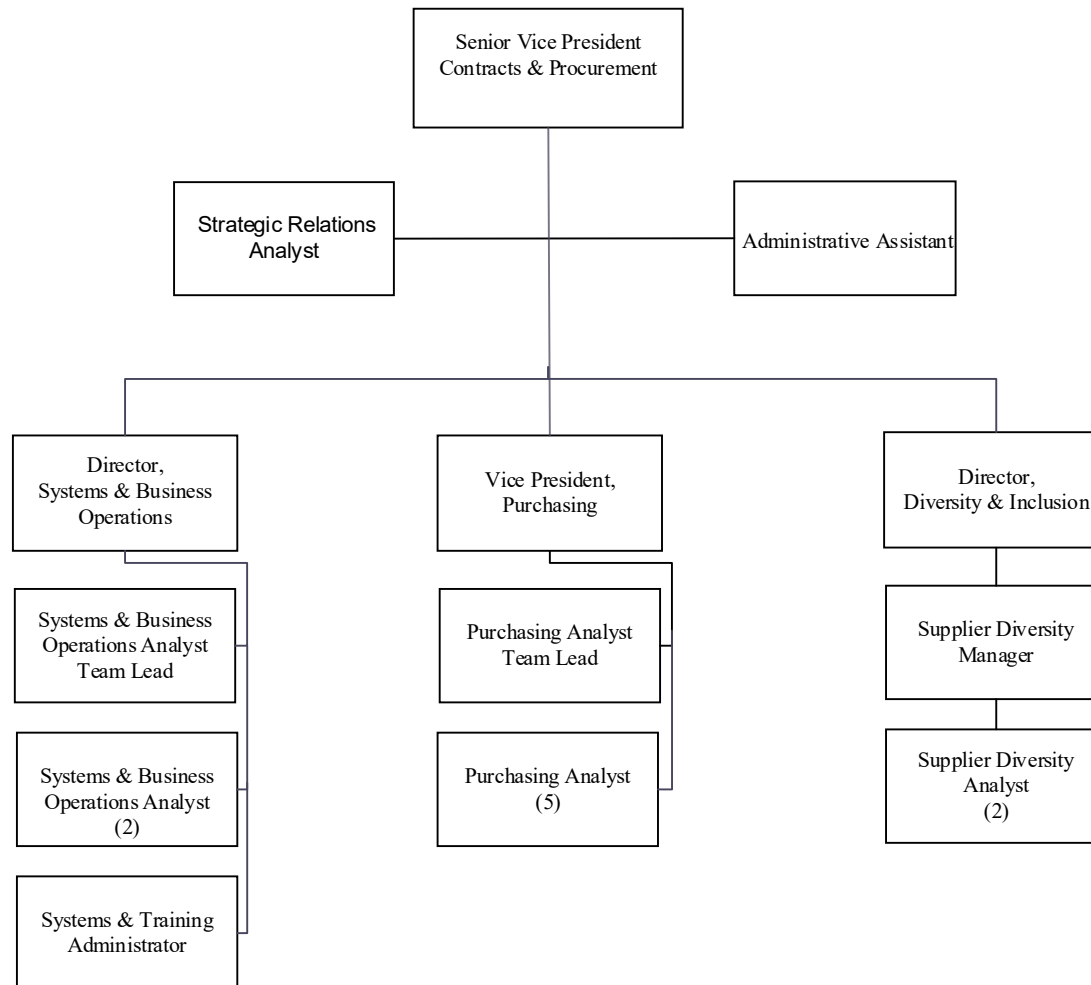 Senior Vice President
Contracts & Procurement
Strategic Relations
Analyst
Administrative Assistant
Director,
Systems & Business
Operations
Vice President,
Purchasing
Director,
Diversity & Inclusion
Systems & Business
Operations Analyst
Team Lead
Purchasing Analyst
Team Lead
Supplier Diversity
Manager
Systems & Business
Operations Analyst
(2)
Purchasing Analyst
(5)
Supplier Diversity
Analyst
(2)
Systems & Training
Administrator